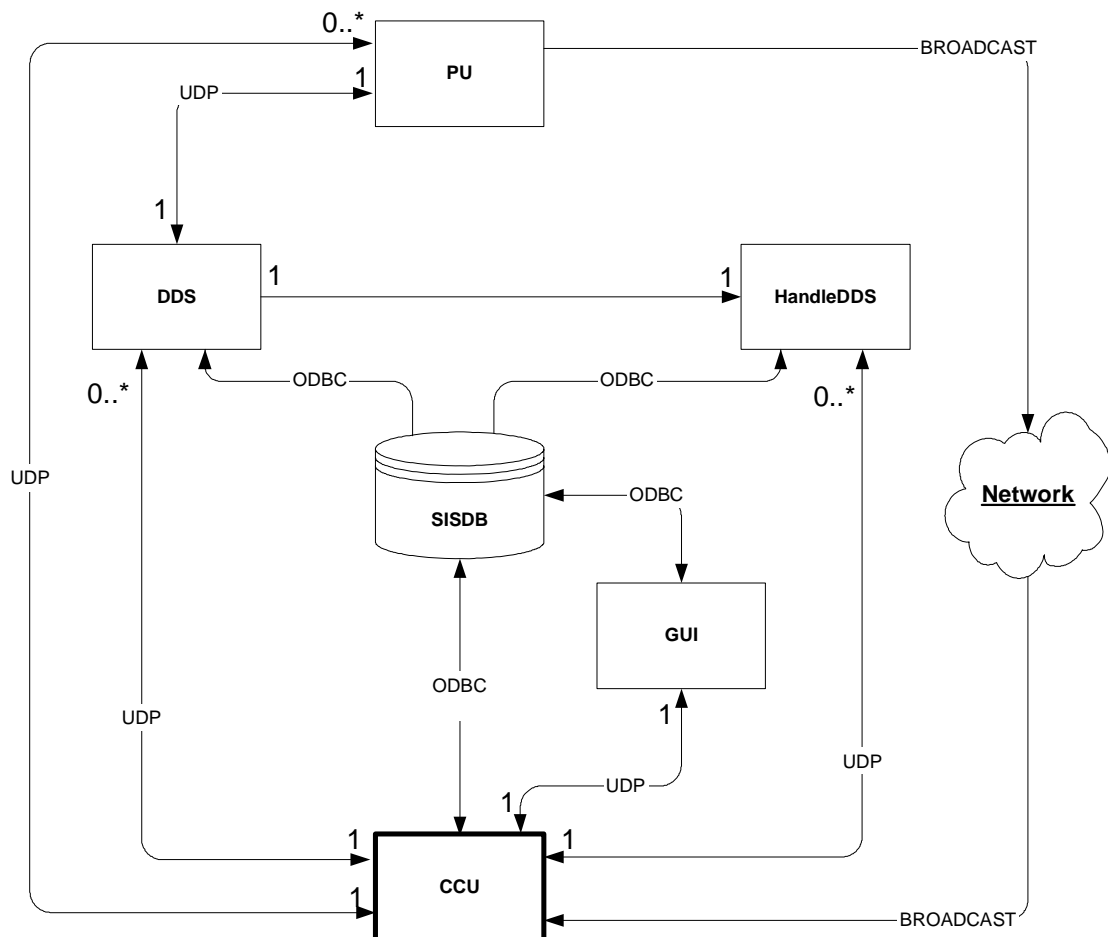 0..*
PU
BROADCAST
1
UDP
1
DDS
1
1
HandleDDS
0..*
ODBC
ODBC
0..*
UDP
SISDB
ODBC
Network
GUI
ODBC
1
UDP
UDP
UDP
1
1
1
1
CCU
BROADCAST